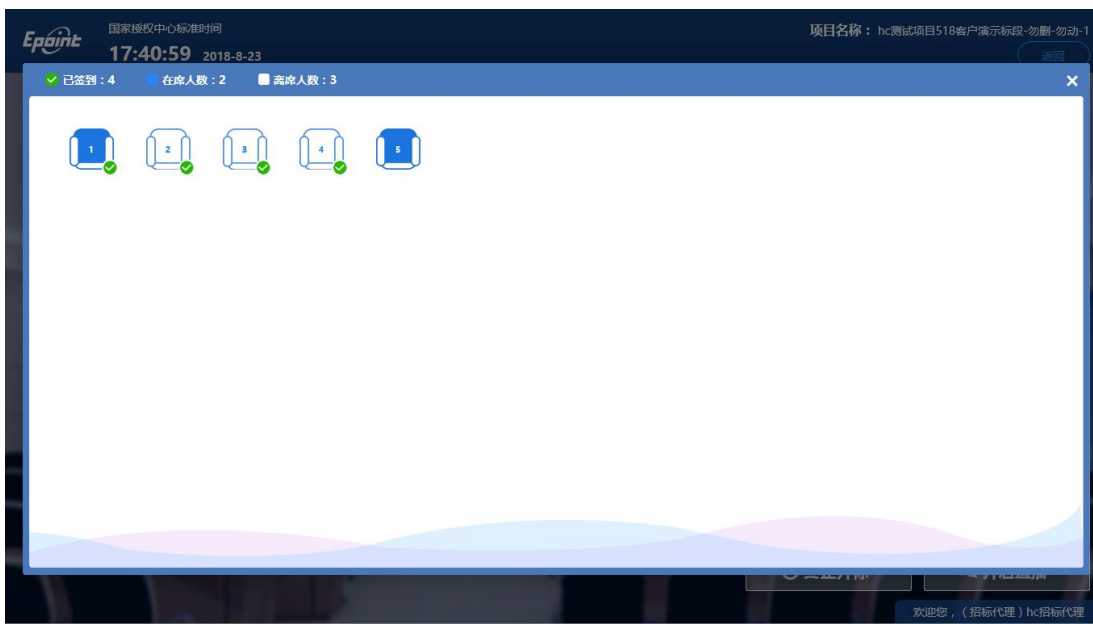 Epoint
国家授权中心标准时间
17:40:59 2018-8-23
项目名称：hc测试项目518客户演示标段-勿删-勿动-1
返回
已签到：4 在席人数：2 离席人数：3
1 2 3 4 5
欢迎您，（招标代理）hc招标代理